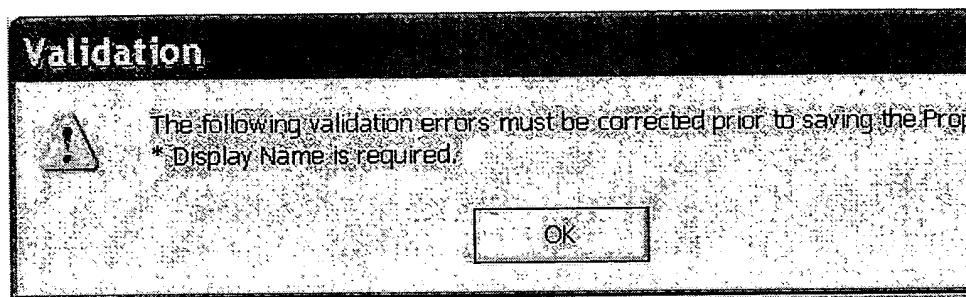 Validation
The following validation errors must be corrected prior to saving the Prop
* Display Name is required.
OK